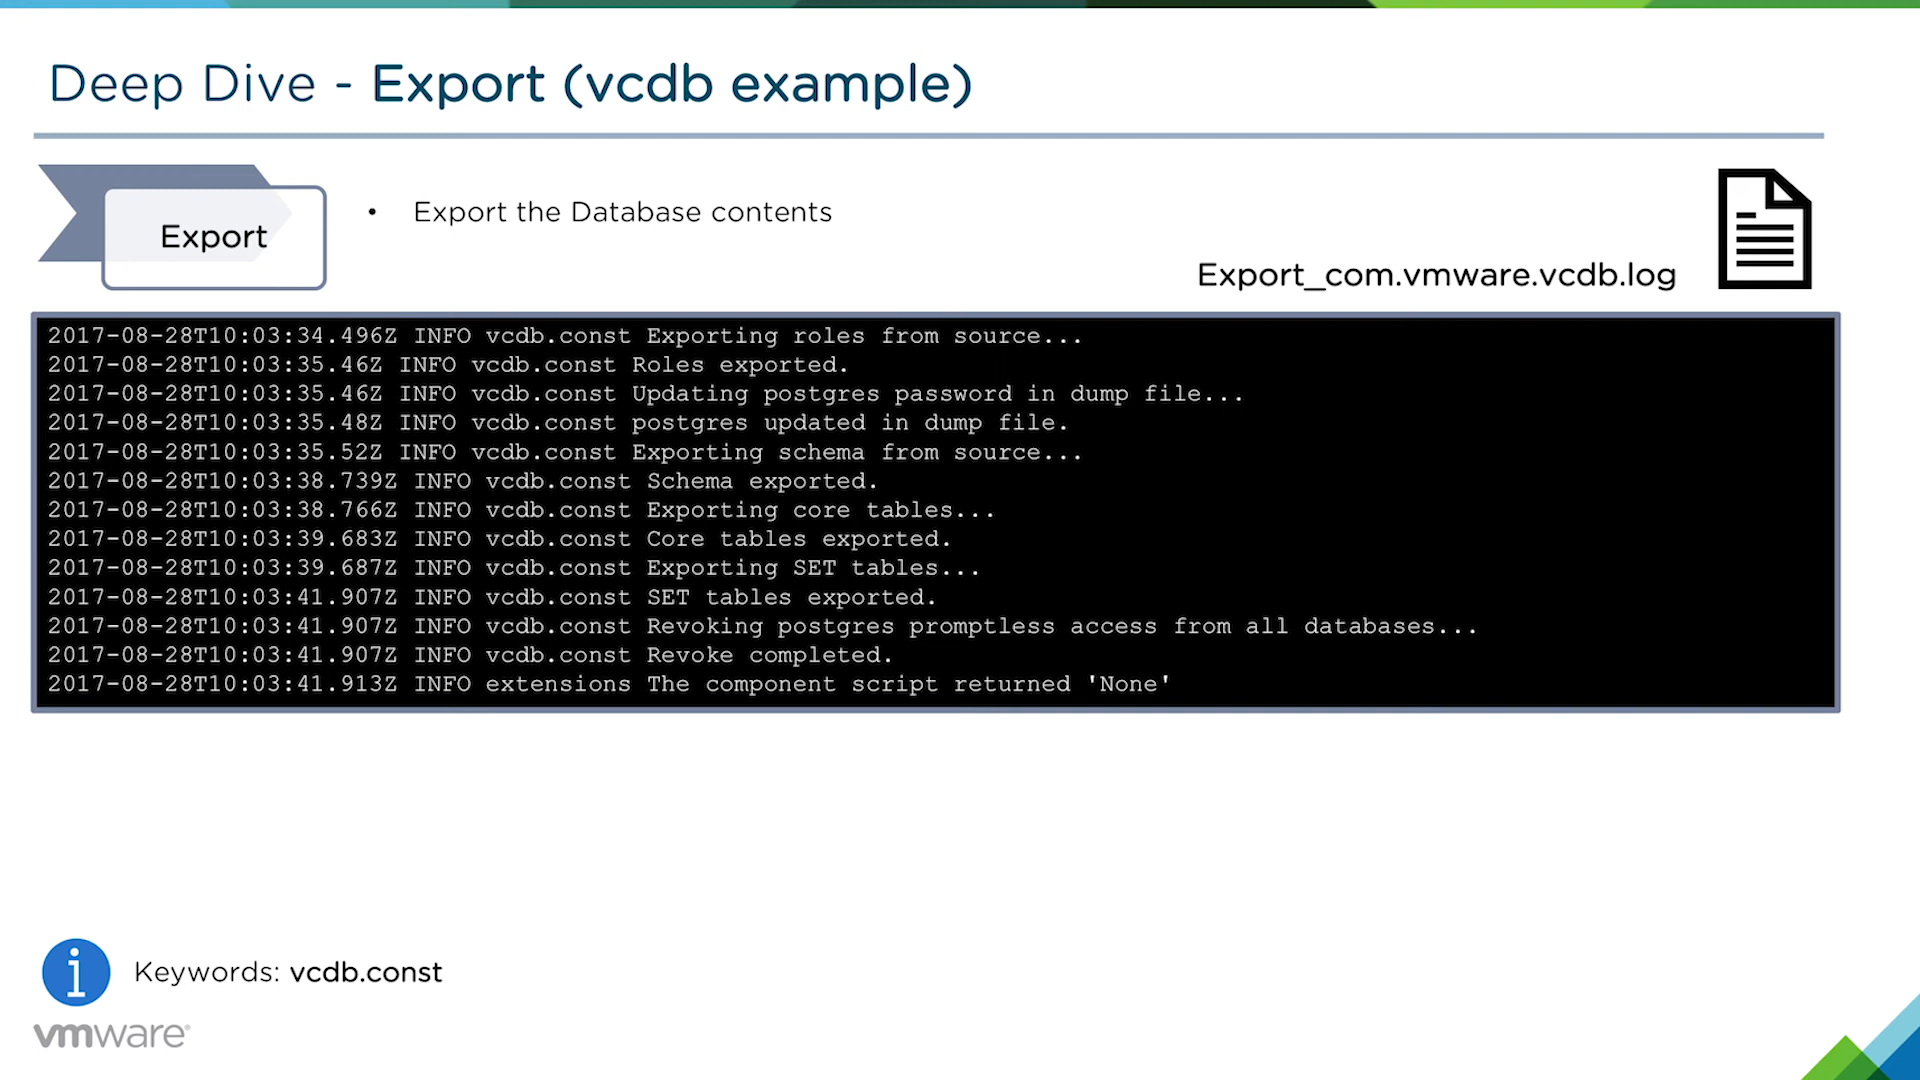 Deep Dive - Export (vcdb example)
Export
• Export the Database contents
Export_com.vmware.vcdb.log
2017-08-28T10:03:34.496Z INFO vcdb.const Exporting roles from source...
2017-08-28T10:03:35.46Z INFO vcdb.const Roles exported.
2017-08-28T10:03:35.46Z INFO vcdb.const Updating postgres password in dump file...
2017-08-28T10:03:35.48Z INFO vcdb.const postgres updated in dump file.
2017-08-28T10:03:35.52Z INFO vcdb.const Exporting schema from source...
2017-08-28T10:03:38.739Z INFO vcdb.const Schema exported.
2017-08-28T10:03:38.766Z INFO vcdb.const Exporting core tables...
2017-08-28T10:03:39.683Z INFO vcdb.const Core tables exported.
2017-08-28T10:03:39.687Z INFO vcdb.const Exporting SET tables...
2017-08-28T10:03:41.907Z INFO vcdb.const SET tables exported.
2017-08-28T10:03:41.907Z INFO vcdb.const Revoking postgres promptless access from all databases...
2017-08-28T10:03:41.907Z INFO vcdb.const Revoke completed.
2017-08-28T10:03:41.913Z INFO extensions The component script returned 'None'
i Keywords: vcdb.const
vmware®